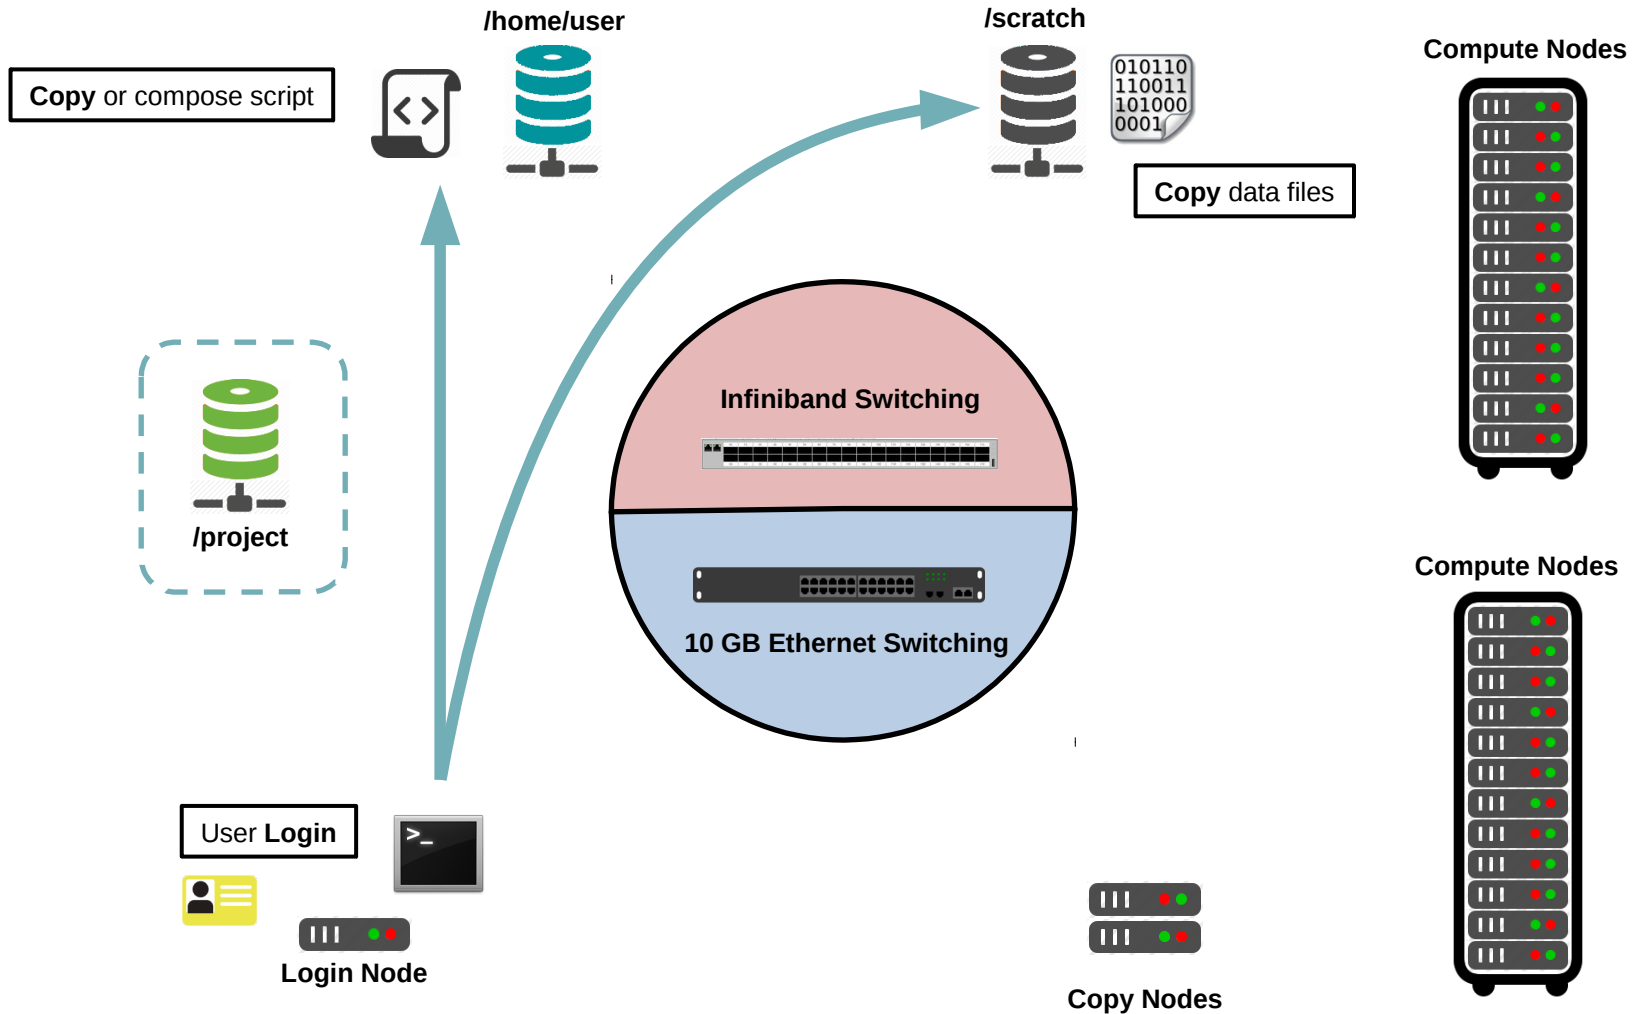 /home/user
/scratch
Compute Nodes
Copy or compose script
010110
110011
101000
0001
Copy data files
Infiniband Switching
/project
10 GB Ethernet Switching
Compute Nodes
User Login
>_
Login Node
Copy Nodes